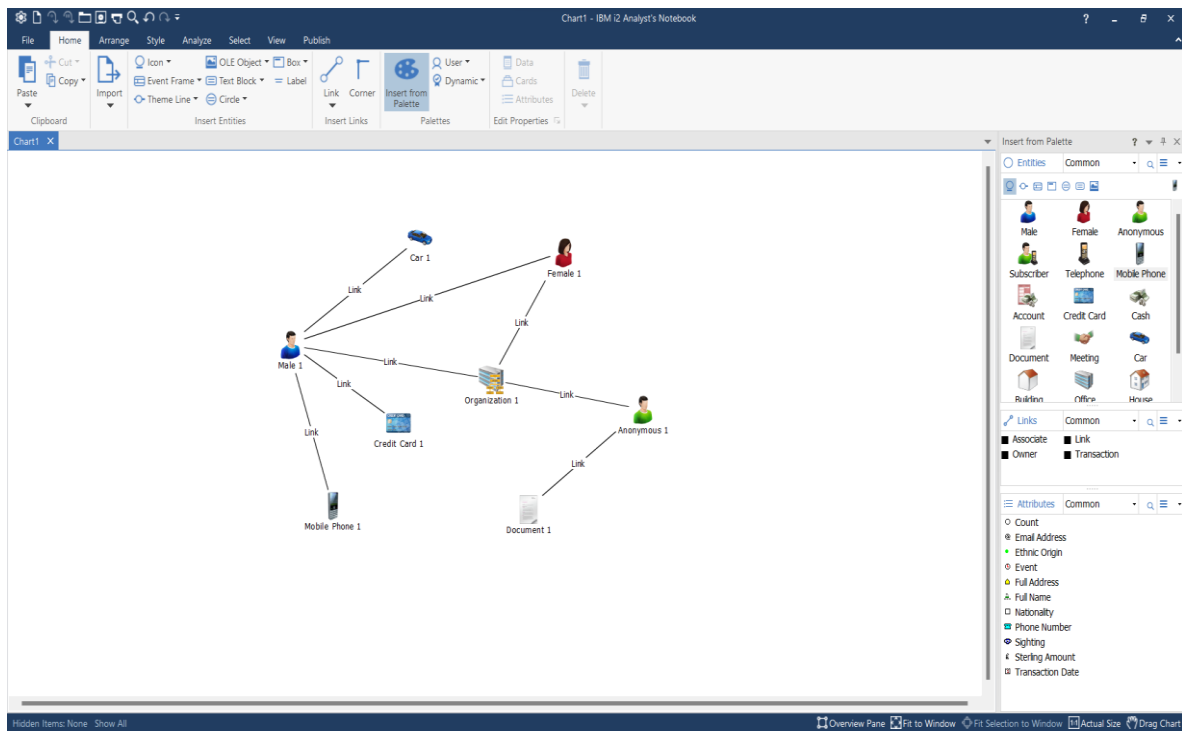 Chart1 - IBM i2 Analyst's Notebook
File Home Arrange Style Analyze Select View Publish
Cut Icon OLE Object Box User Data
Copy Event Frame Text Block Label Dynamic Cards
Paste Import Theme Line Circle Link Corner Insert from Palette Attributes Delete
Clipboard Insert Entities Insert Links Palettes Edit Properties
Chart1 X
Insert from Palette
Entities Common
Male Female Anonymous
Subscriber Telephone Mobile Phone
Account Credit Card Cash
Document Meeting Car
Building Office House
Links Common
Associate Link
Owner Transaction
Attributes Common
Count
Email Address
Ethnic Origin
Event
Full Address
Full Name
Nationality
Phone Number
Sighting
Sterling Amount
Transaction Date
Car 1
Female 1
Link
Link
Link
Male 1
Link
Link
Organization 1
Link
Anonymous 1
Link
Credit Card 1
Link
Mobile Phone 1
Document 1
Hidden Items: None Show All
Overview Pane Fit to Window Fit Selection to Window 1:1 Actual Size Drag Chart